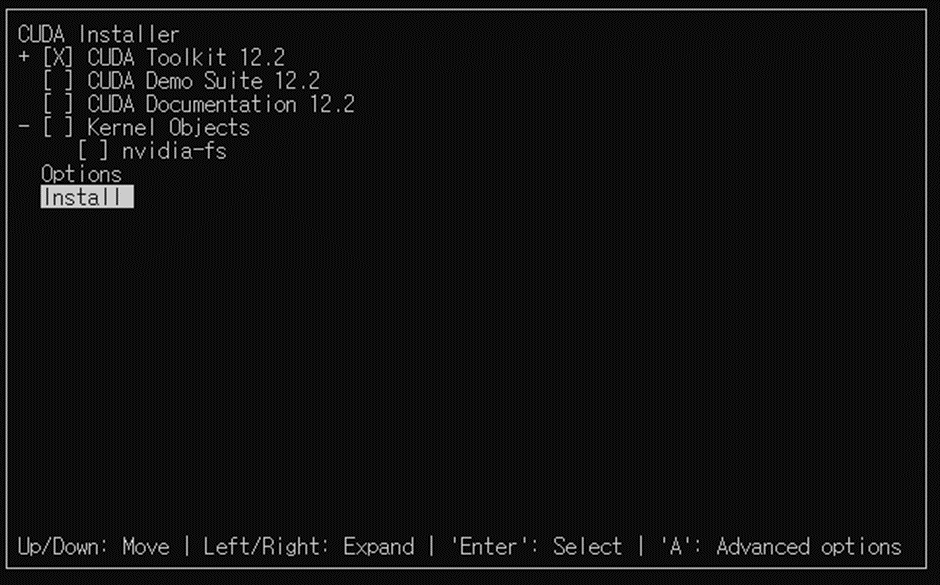 CUDA Installer
+ [X] CUDA Toolkit 12.2
[ ] CUDA Demo Suite 12.2
[ ] CUDA Documentation 12.2
- [ ] Kernel Objects
[ ] nvidia-fs
Options
Install
Up/Down: Move | Left/Right: Expand | 'Enter': Select | 'A': Advanced options